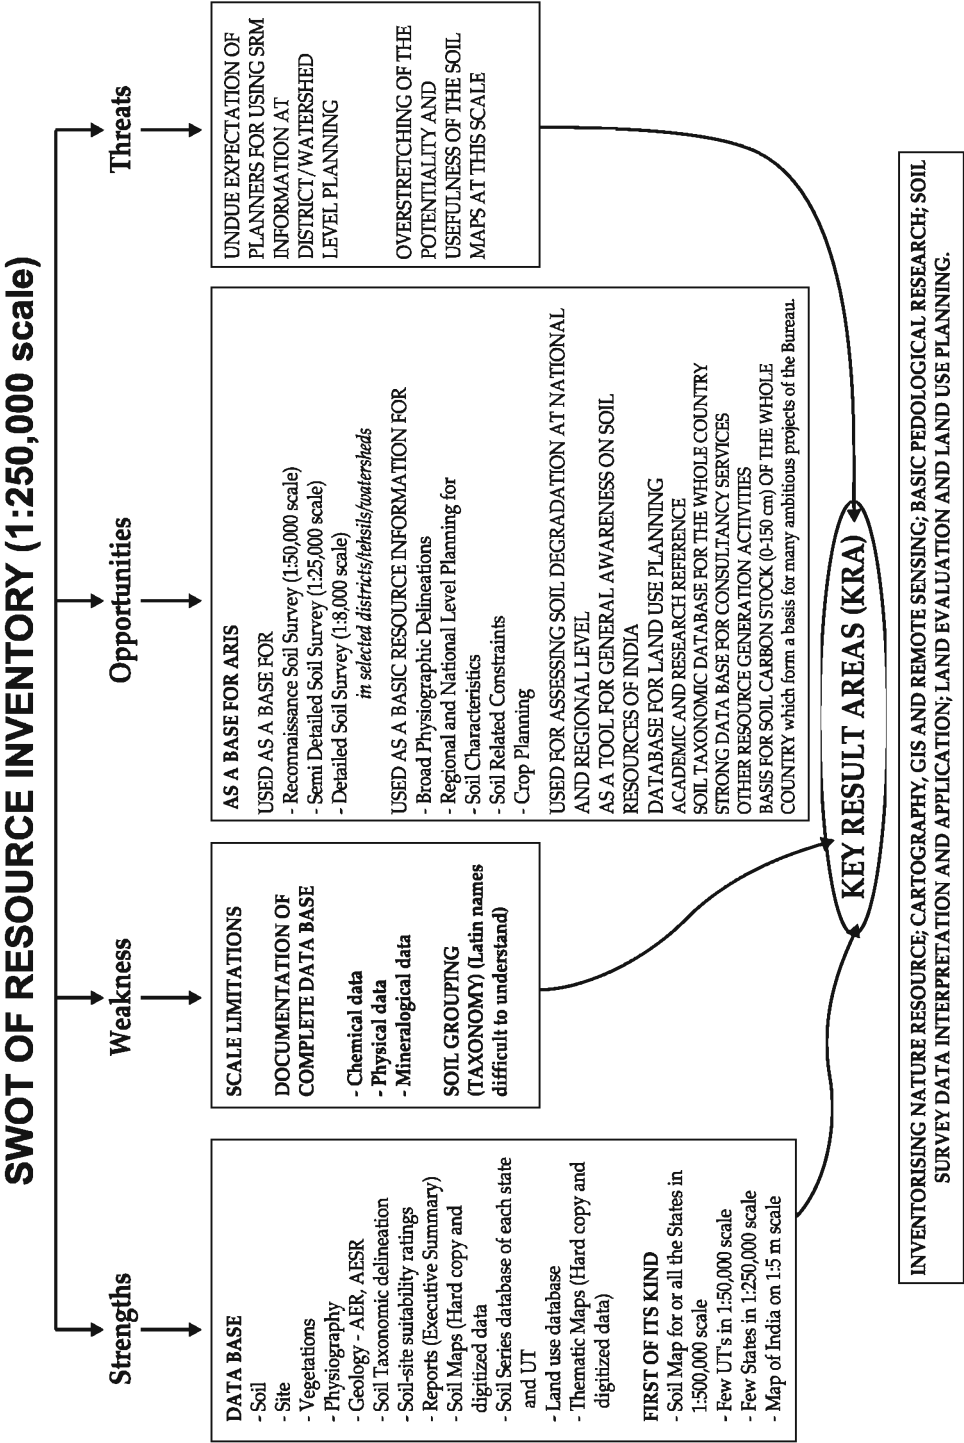 SWOT OF RESOURCE INVENTORY (1:250,000 scale)
Strengths
DATA BASE
- Soil
- Site
- Vegetations
- Physiography
- Geology - AER, AESR
- Soil Taxonomic delineation
- Soil-site suitability ratings
- Reports (Executive Summary)
- Soil Maps (Hard copy and
digitized data
- Soil Series database of each state
and UT
- Land use database
- Thematic Maps (Hard copy and
digitized data)
FIRST OF ITS KIND
- Soil Map for or all the States in
1:500,000 scale
- Few UT's in 1:50,000 scale
- Few States in 1:250,000 scale
- Map of India on 1:5 m scale
Weakness
SCALE LIMITATIONS
DOCUMENTATION OF
COMPLETE DATA BASE
- Chemical data
- Physical data
- Mineralogical data
SOIL GROUPING
(TAXONOMY) (Latin names
difficult to understand)
Opportunities
AS A BASE FOR ARIS
USED AS A BASE FOR
- Reconnaissance Soil Survey (1:50,000 scale)
- Semi Detailed Soil Survey (1:25,000 scale)
- Detailed Soil Survey (1:8,000 scale)
in selected districts/tehsils/watersheds
USED AS A BASIC RESOURCE INFORMATION FOR
- Broad Physiographic Delineations
- Regional and National Level Planning for
- Soil Characteristics
- Soil Related Constraints
- Crop Planning
USED FOR ASSESSING SOIL DEGRADATION AT NATIONAL
AND REGIONAL LEVEL
AS A TOOL FOR GENERAL AWARENESS ON SOIL
RESOURCES OF INDIA
DATABASE FOR LAND USE PLANNING
ACADEMIC AND RESEARCH REFERENCE
SOIL TAXONOMIC DATABASE FOR THE WHOLE COUNTRY
STRONG DATA BASE FOR CONSULTANCY SERVICES
OTHER RESOURCE GENERATION ACTIVITIES
BASIS FOR SOIL CARBON STOCK (0-150 cm) OF THE WHOLE
COUNTRY which form a basis for many ambitious projects of the Bureau.
Threats
UNDUE EXPECTATION OF
PLANNERS FOR USING SRM
INFORMATION AT
DISTRICT/WATERSHED
LEVEL PLANNING
OVERSTRETCHING OF THE
POTENTIALITY AND
USEFULNESS OF THE SOIL
MAPS AT THIS SCALE
KEY RESULT AREAS (KRA)
INVENTORISING NATURE RESOURCE; CARTOGRAPHY, GIS AND REMOTE SENSING; BASIC PEDOLOGICAL RESEARCH; SOIL
SURVEY DATA INTERPRETATION AND APPLICATION; LAND EVALUATION AND LAND USE PLANNING.